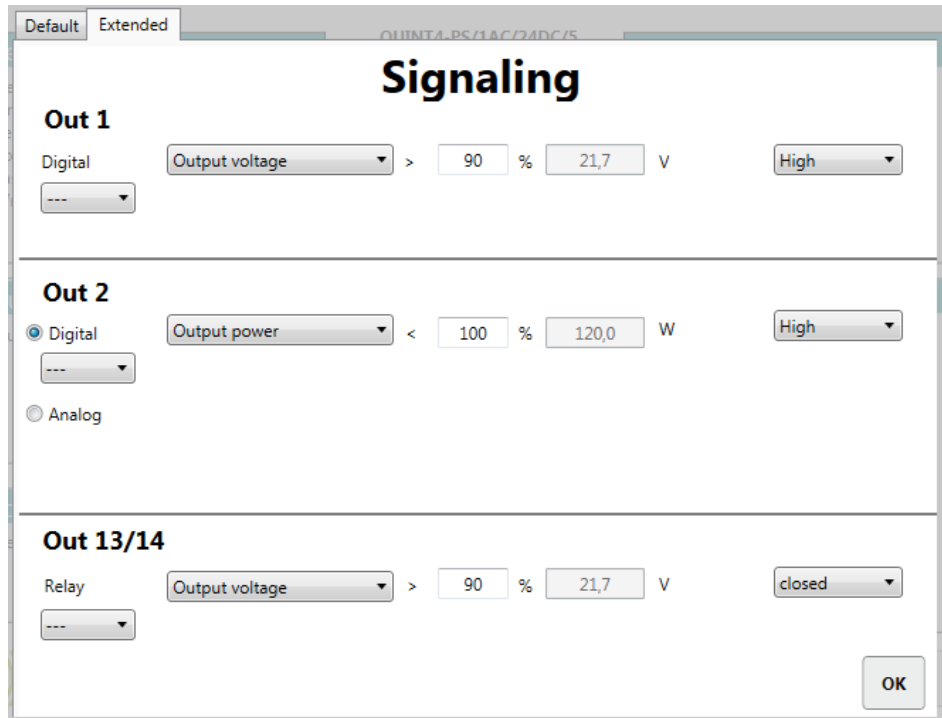 Default Extended
QUINT4-PS/1AC/24DC/5
Signaling
Out 1
Digital Output voltage > 90 % 21,7 V High
---
Out 2
Digital Output power < 100 % 120,0 W High
---
Analog
Out 13/14
Relay Output voltage > 90 % 21,7 V closed
---
OK